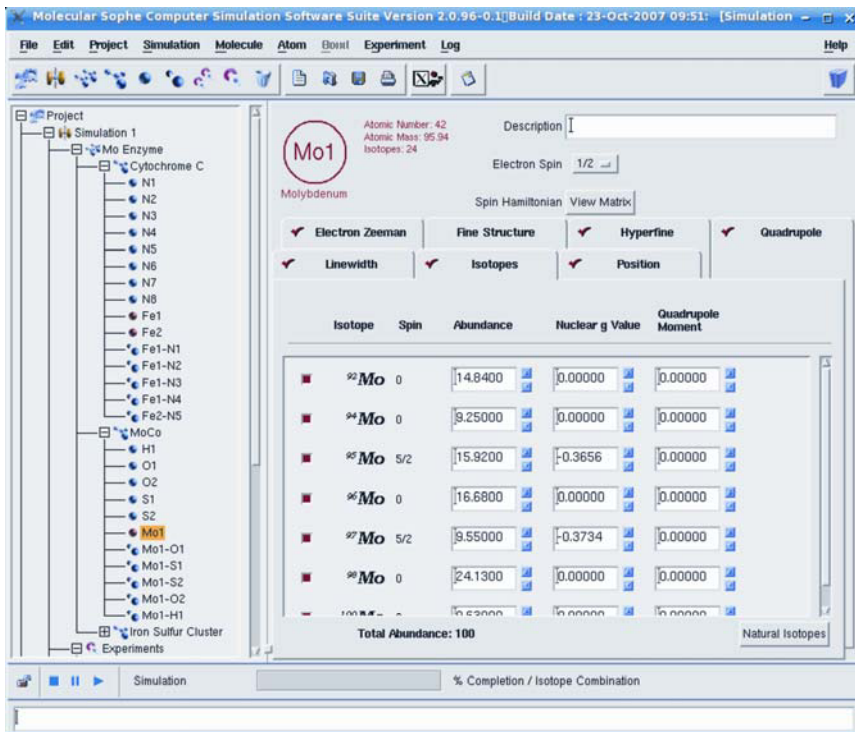 Molecular Sophe Computer Simulation Software Suite Version 2.0.96-0.1 Build Date : 23-Oct-2007 09:51: [Simulation
File Edit Project Simulation Molecule Atom Bond Experiment Log Help
Project
Simulation 1
Mo Enzyme
Cytochrome C
N1
N2
N3
N4
N5
N6
N7
N8
Fe1
Fe2
Fe1-N1
Fe1-N2
Fe1-N3
Fe1-N4
Fe2-N5
MoCo
H1
O1
O2
S1
S2
Mo1
Mo1-O1
Mo1-S1
Mo1-S2
Mo1-O2
Mo1-H1
Iron Sulfur Cluster
Experiments
Mo1
Molybdenum
Atomic Number: 42
Atomic Mass: 95.94
Isotopes: 24
Description
Electron Spin 1/2
Spin Hamiltonian View Matrix
Electron Zeeman Fine Structure Hyperfine Quadrupole
Linewidth Isotopes Position
Isotope Spin Abundance Nuclear g Value Quadrupole Moment
92Mo 0 14.8400 0.00000 0.00000
94Mo 0 9.25000 0.00000 0.00000
95Mo 5/2 15.9200 -0.3656 0.00000
96Mo 0 16.6800 0.00000 0.00000
97Mo 5/2 9.55000 -0.3734 0.00000
98Mo 0 24.1300 0.00000 0.00000
Total Abundance: 100 Natural Isotopes
Simulation % Completion / Isotope Combination